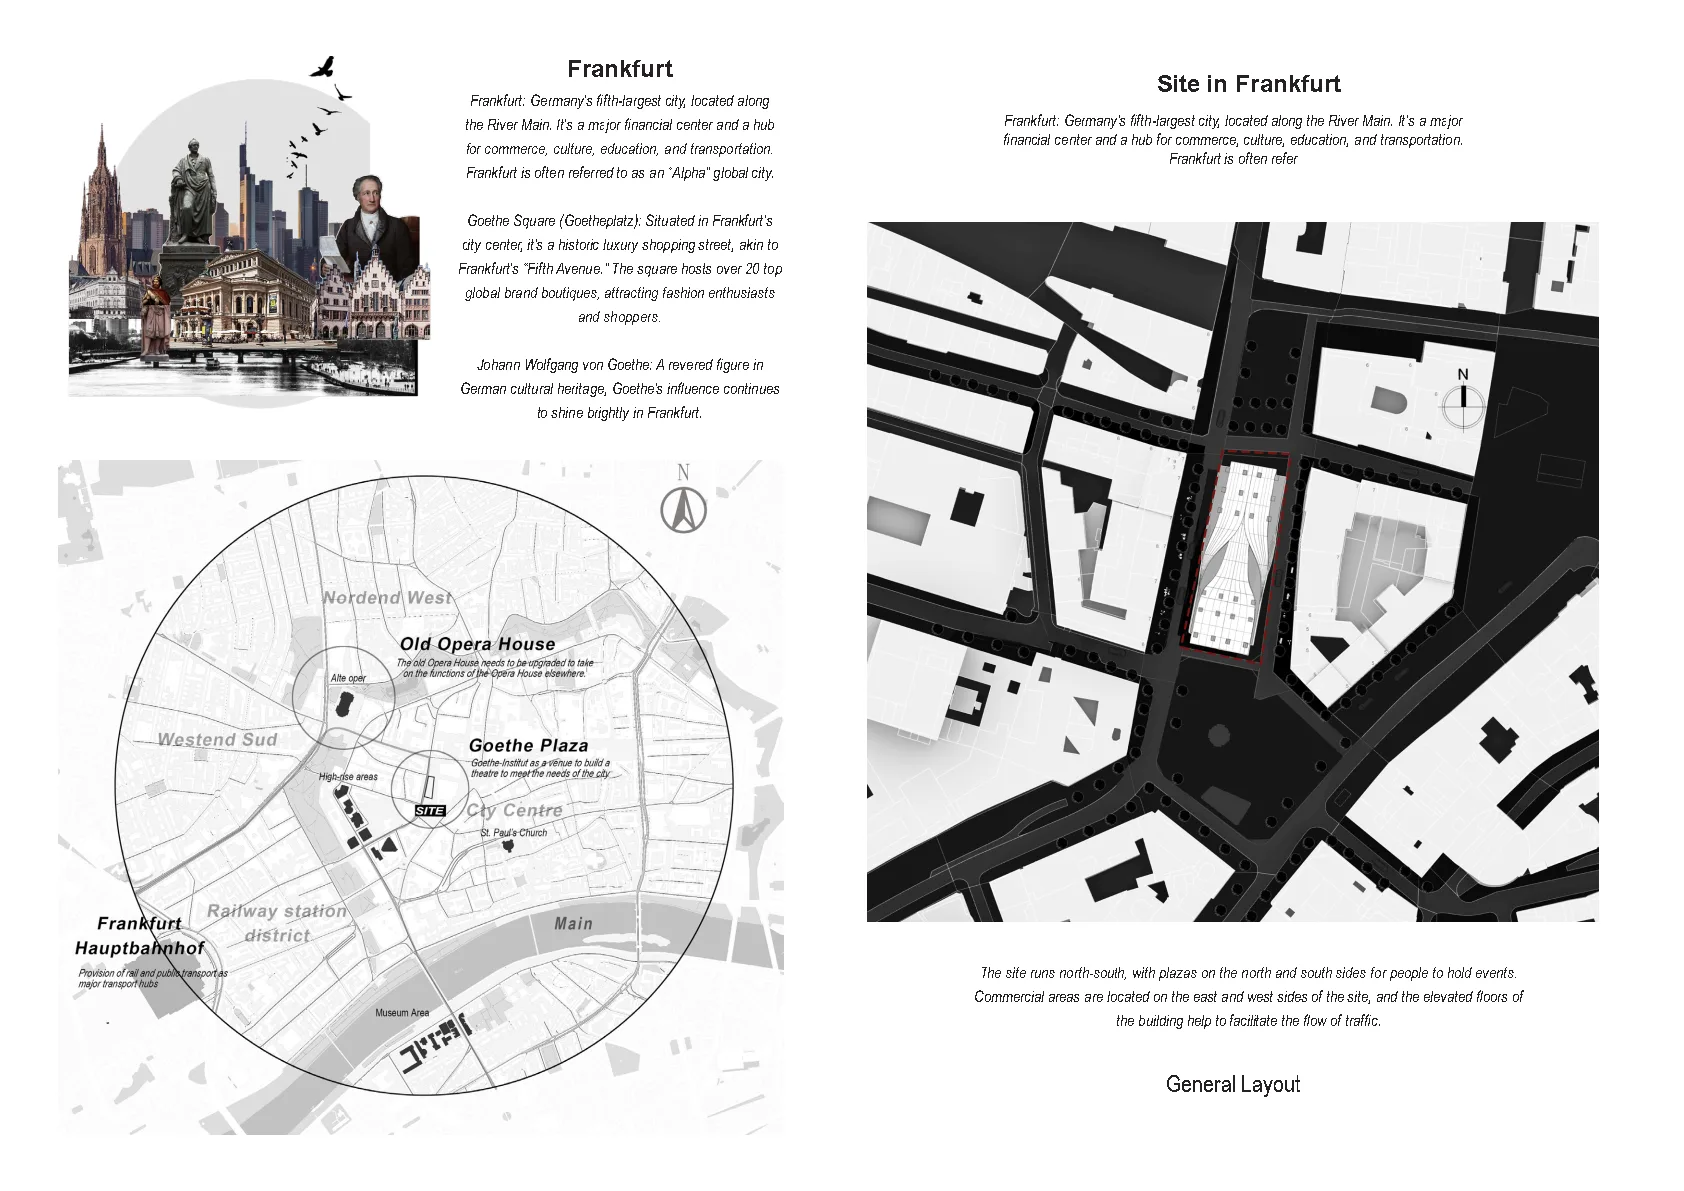 Frankfurt
Frankfurt: Germany's fifth-largest city, located along
the River Main. It's a major financial center and a hub
for commerce, culture, education, and transportation.
Frankfurt is often referred to as an "Alpha" global city.
Goethe Square (Goetheplatz): Situated in Frankfurt's
city center, it's a historic luxury shopping street, akin to
Frankfurt's "Fifth Avenue." The square hosts over 20 top
global brand boutiques, attracting fashion enthusiasts
and shoppers.
Johann Wolfgang von Goethe: A revered figure in
German cultural heritage, Goethe's influence continues
to shine brightly in Frankfurt.
N
Nordend West
Old Opera House
The old Opera House needs to be upgraded to take
on the functions of the Opera House elsewhere.
Alte oper
Westend Sud
Goethe Plaza
Goethe-Institut as a venue to build a
theatre to meet the needs of the city
High-rise areas
SITE
Cty Centre
St. Paul's Church
Railway station
district
Frankfurt
Hauptbahnhof
Provision of rail and public transport as
major transport hubs
Main
Museum Area
Site in Frankfurt
Frankfurt: Germany's fifth-largest city, located along the River Main. It's a major
financial center and a hub for commerce, culture, education, and transportation.
Frankfurt is often refer
N
The site runs north-south, with plazas on the north and south sides for people to hold events.
Commercial areas are located on the east and west sides of the site, and the elevated floors of
the building help to facilitate the flow of traffic.
General Layout